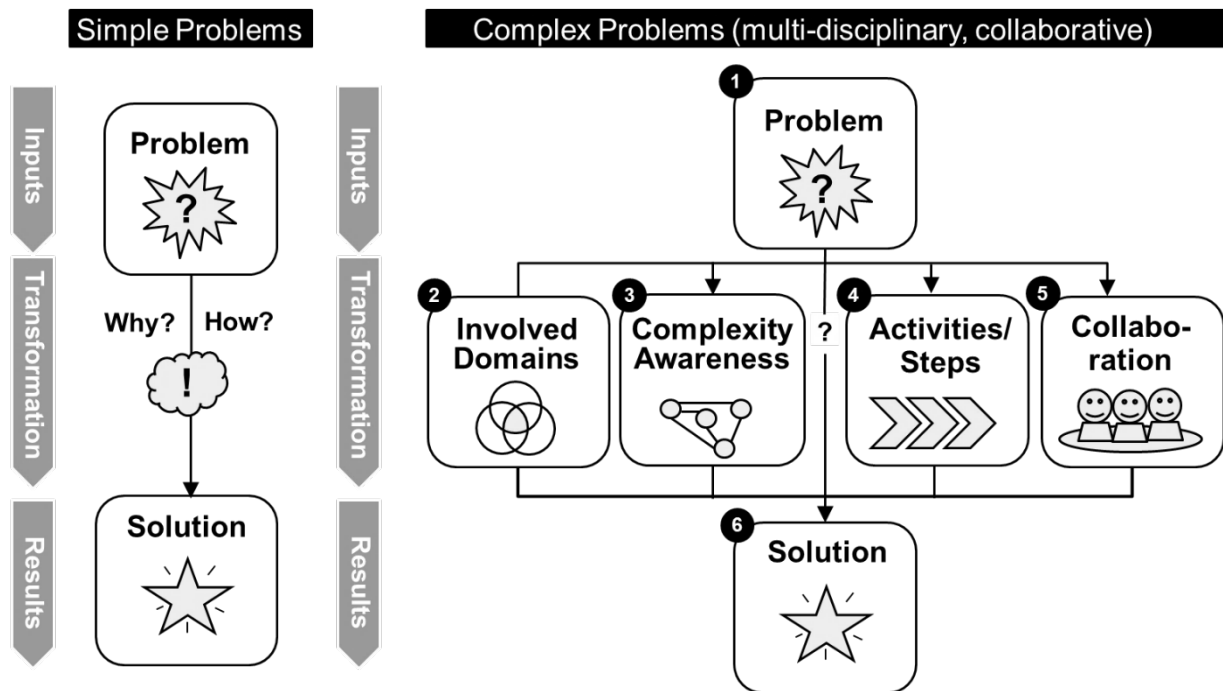 Simple Problems
Inputs
Transformation
Results
Problem
?
Why?
How?
!
Solution
Complex Problems (multi-disciplinary, collaborative)
Inputs
Transformation
Results
1
Problem
?
2
Involved
Domains
3
Complexity
Awareness
?
4
Activities/
Steps
5
Collabo-
ration
6
Solution